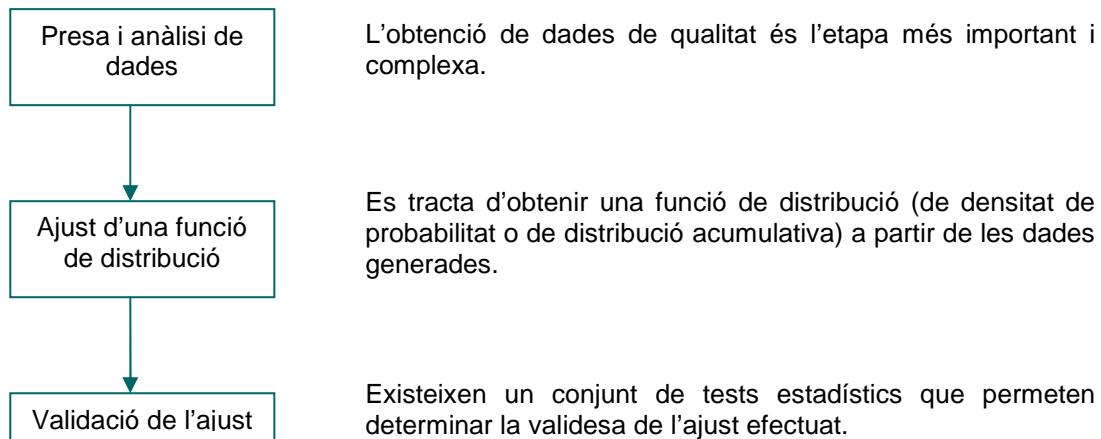 Presa i anàlisi de
dades
L’obtenció de dades de qualitat és l’etapa més important i
complexa.
Ajust d’una funció
de distribució
Es tracta d’obtenir una funció de distribució (de densitat de
probabilitat o de distribució acumulativa) a partir de les dades
generades.
Validació de l’ajust
Existeixen un conjunt de tests estadístics que permeten
determinar la validesa de l’ajust efectuat.